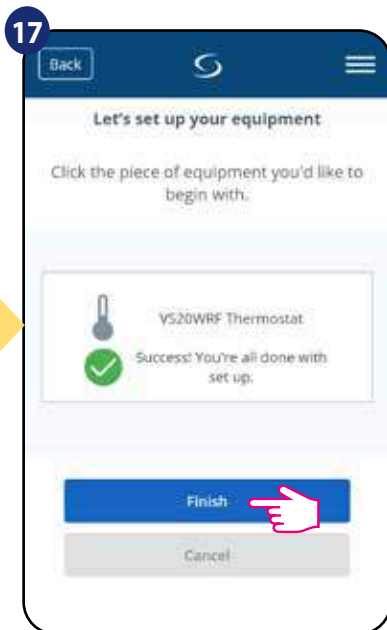 17
Back
Let's set up your equipment
Click the piece of equipment you'd like to
begin with.
VS20WRF Thermostat
Success! You're all done with
set up.
Finish
Cancel